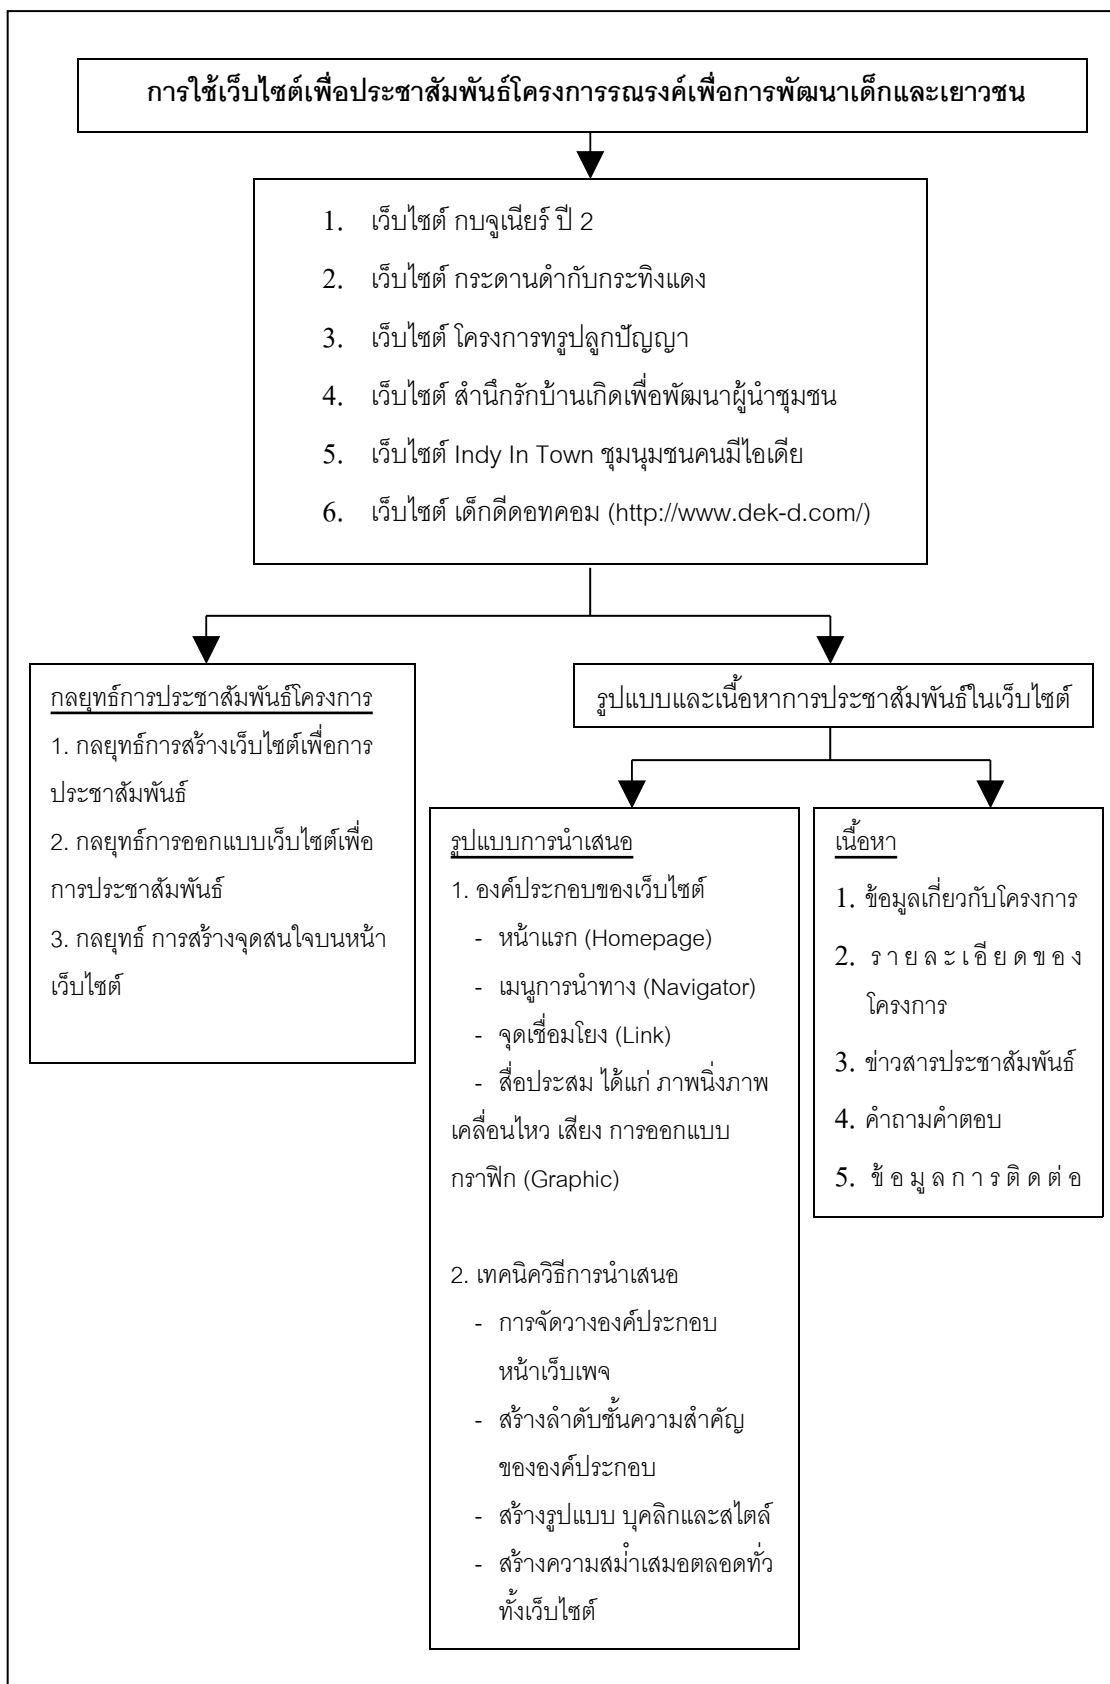 การใช้เว็บไซต์เพื่อประชาสัมพันธ์โครงการรณรงค์เพื่อการพัฒนาเด็กและเยาวชน
1. เว็บไซต์ กบจูเนียร์ ปี 2
2. เว็บไซต์ กระดานดำกับกระทิงแดง
3. เว็บไซต์ โครงการทรูปลูกปัญญา
4. เว็บไซต์ สำนึกรักบ้านเกิดเพื่อพัฒนาผู้นำชุมชน
5. เว็บไซต์ Indy In Town ชุมนุมชนคนมีไอเดีย
6. เว็บไซต์ เด็กดีดอทคอม (http://www.dek-d.com/)
กลยุทธ์การประชาสัมพันธ์โครงการ
1. กลยุทธ์การสร้างเว็บไซต์เพื่อการ
ประชาสัมพันธ์
2. กลยุทธ์การออกแบบเว็บไซต์เพื่อ
การประชาสัมพันธ์
3. กลยุทธ์ การสร้างจุดสนใจบนหน้า
เว็บไซต์
รูปแบบและเนื้อหาการประชาสัมพันธ์ในเว็บไซต์
รูปแบบการนำเสนอ
1. องค์ประกอบของเว็บไซต์
- หน้าแรก (Homepage)
- เมนูการนำทาง (Navigator)
- จุดเชื่อมโยง (Link)
- สื่อประสม ได้แก่ ภาพนิ่งภาพ
เคลื่อนไหว เสียง การออกแบบ
กราฟิก (Graphic)
2. เทคนิควิธีการนำเสนอ
- การจัดวางองค์ประกอบ
หน้าเว็บเพจ
- สร้างลำดับชั้นความสำคัญ
ขององค์ประกอบ
- สร้างรูปแบบ บุคลิกและสไตล์
- สร้างความสม่ำเสมอตลอดทั่ว
ทั้งเว็บไซต์
เนื้อหา
1. ข้อมูลเกี่ยวกับโครงการ
2. รายละเอียดของ
โครงการ
3. ข่าวสารประชาสัมพันธ์
4. คำถามคำตอบ
5. ข้อมูลการติดต่อ